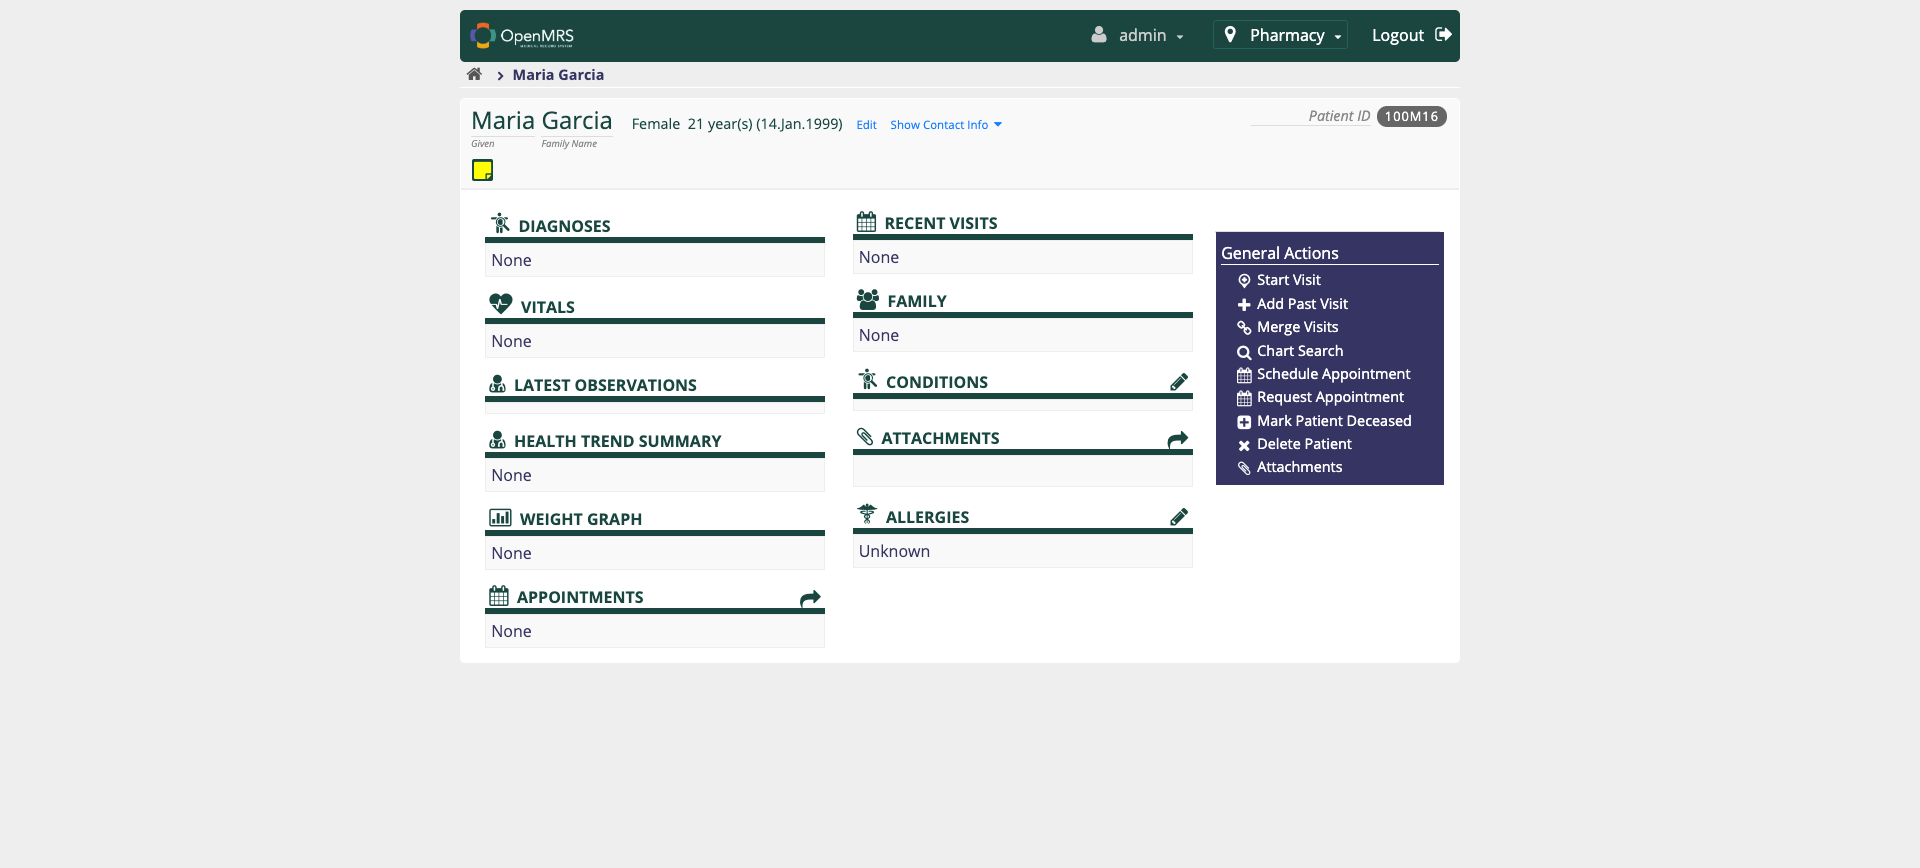 OpenMRS
MEDICAL RECORD SYSTEM
admin
Pharmacy
Logout
Maria Garcia
Maria Garcia
Given
Family Name
Female 21 year(s) (14.Jan.1999)
Edit
Show Contact Info
Patient ID 100M16
DIAGNOSES
None
VITALS
None
LATEST OBSERVATIONS
HEALTH TREND SUMMARY
None
WEIGHT GRAPH
None
APPOINTMENTS
None
RECENT VISITS
None
FAMILY
None
CONDITIONS
ATTACHMENTS
ALLERGIES
Unknown
General Actions
Start Visit
Add Past Visit
Merge Visits
Chart Search
Schedule Appointment
Request Appointment
Mark Patient Deceased
Delete Patient
Attachments